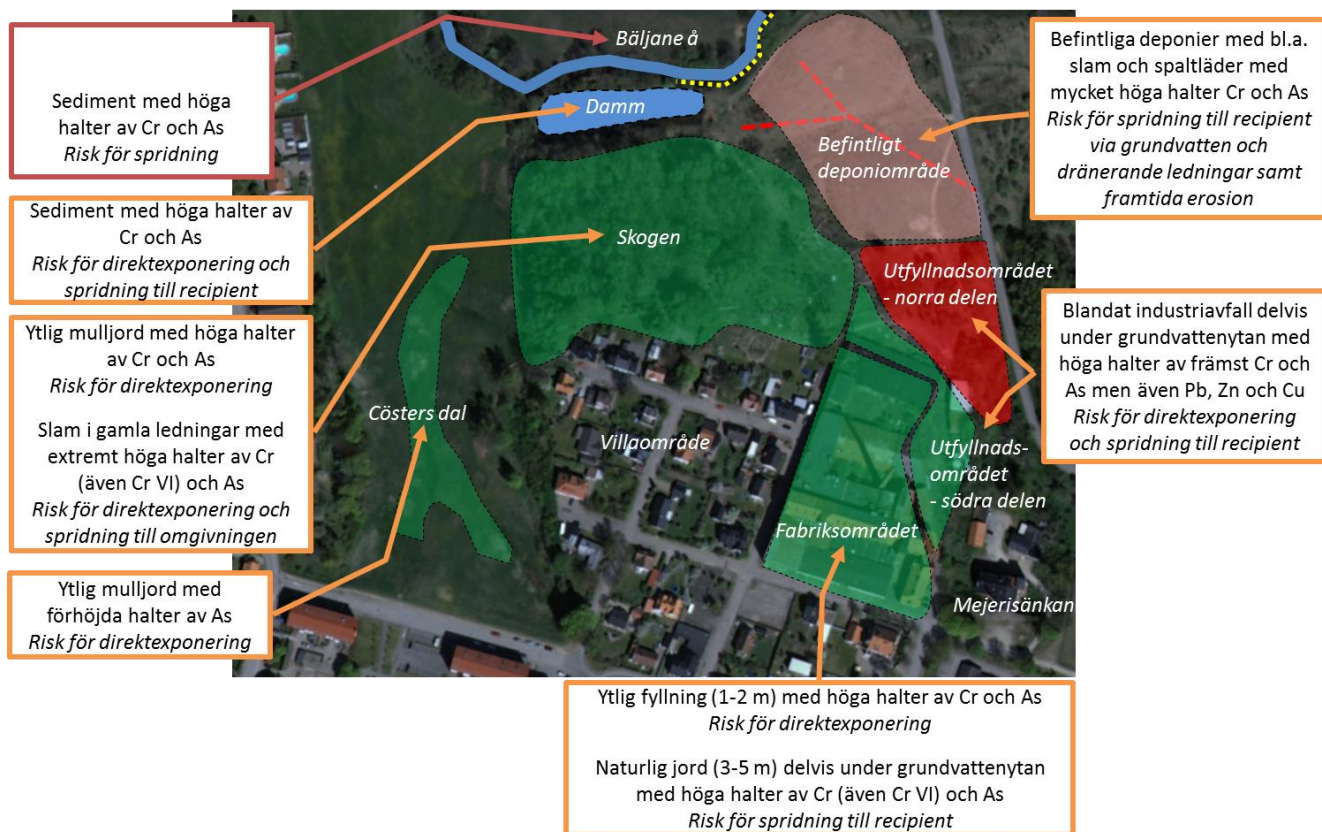 Sediment med höga
halter av Cr och As
Risk för spridning
Sediment med höga halter av
Cr och As
Risk för direktexponering och
spridning till recipient
Ytlig mulljord med höga halter
av Cr och As
Risk för direktexponering
Slam i gamla ledningar med
extremt höga halter av Cr
(även Cr VI) och As
Risk för direktexponering och
spridning till omgivningen
Ytlig mulljord med
förhöjda halter av As
Risk för direktexponering
Bäljane å
Damm
Befintligt
deponiområde
Skogen
Utfyllnadsområdet
- norra delen
Cösters dal
Villaområde
Utfyllnads-
området
- södra delen
Fabriksområdet
Mejerisänkan
Befintliga deponier med bl.a.
slam och spaltläder med
mycket höga halter Cr och As
Risk för spridning till recipient
via grundvatten och
dränerande ledningar samt
framtida erosion
Blandat industriavfall delvis
under grundvattenytan med
höga halter av främst Cr och
As men även Pb, Zn och Cu
Risk för direktexponering
och spridning till recipient
Ytlig fyllning (1-2 m) med höga halter av Cr och As
Risk för direktexponering
Naturlig jord (3-5 m) delvis under grundvattenytan
med höga halter av Cr (även Cr VI) och As
Risk för spridning till recipient